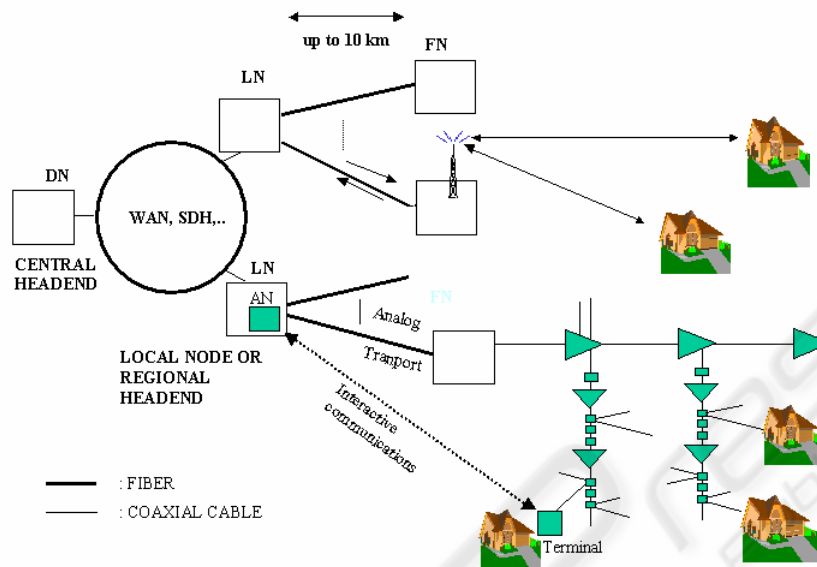 up to 10 km
FN
LN
DN
WAN, SDH,..
CENTRAL
HEADEND
LN
AN
FN
Analog
Tranport
LOCAL NODE OR
REGIONAL
HEADEND
Interactive
communications
: FIBER
: COAXIAL CABLE
Terminal